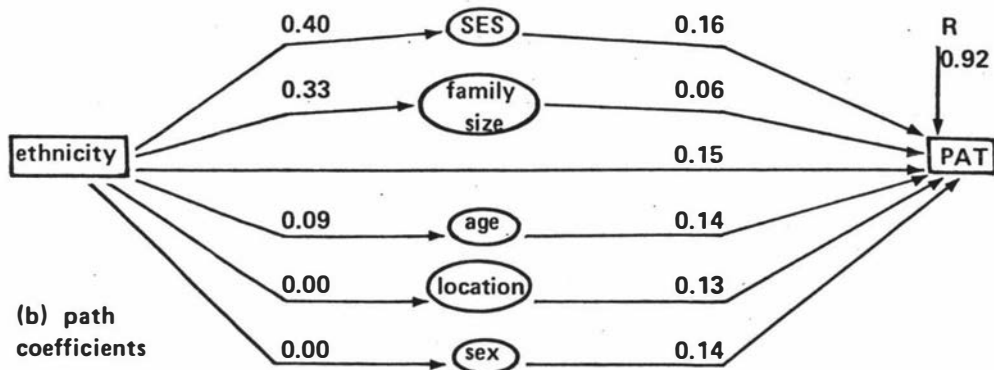 0.40 SES 0.16 R
0.92
0.33 family 0.06
size
ethnicity 0.15 PAT
0.09 age 0.14
0.00 location 0.13
(b) path
coefficients 0.00 sex 0.14